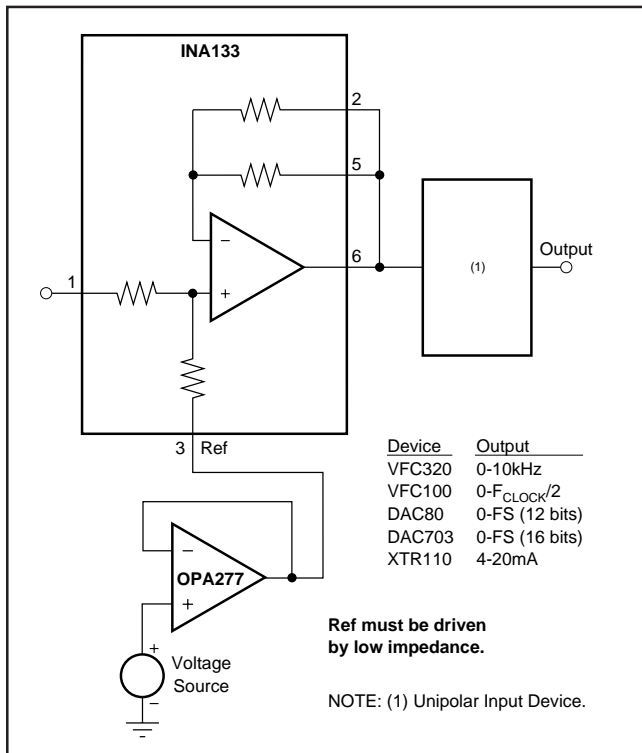 INA133
2
5
−
6
1
+
(1)
Output
3 Ref
Device Output
VFC320 0-10kHz
VFC100 0-FCLOCK/2
DAC80 0-FS (12 bits)
DAC703 0-FS (16 bits)
XTR110 4-20mA
−
OPA277
+
Ref must be driven
by low impedance.
+
Voltage
Source
−
NOTE: (1) Unipolar Input Device.